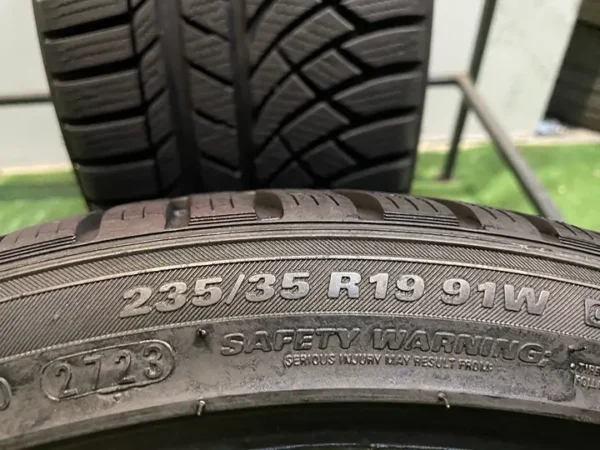 235/35 R19 91W
SAFETY WARNING:
SERIOUS INJURY MAY RESULT FROM:
2723